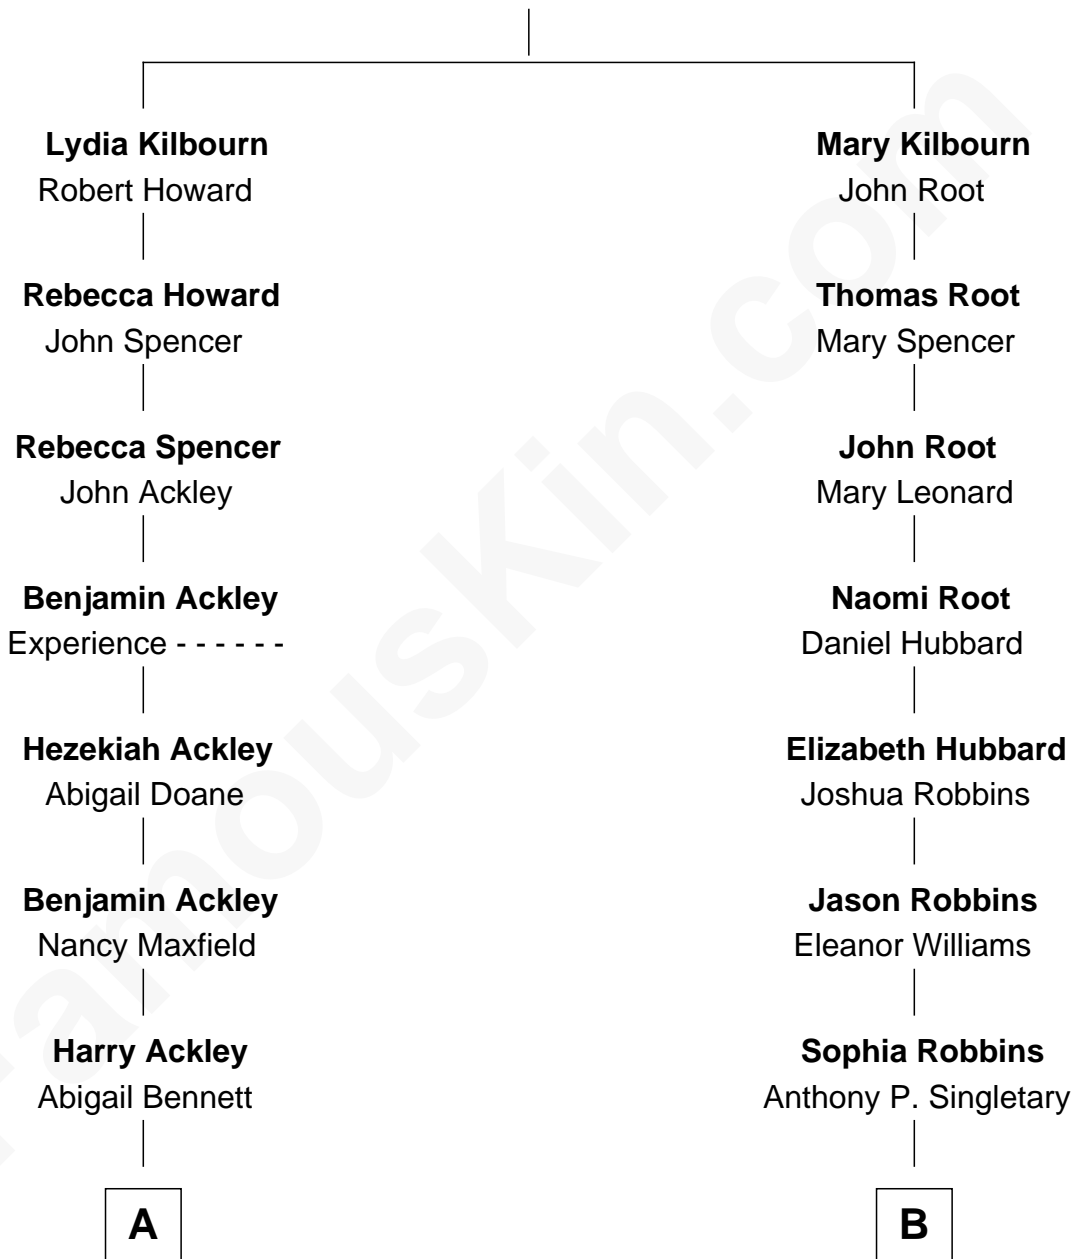 Lydia Kilbourn
Robert Howard
Rebecca Howard
John Spencer
Rebecca Spencer
John Ackley
Benjamin Ackley
Experience - - - - - -
Hezekiah Ackley
Abigail Doane
Benjamin Ackley
Nancy Maxfield
Harry Ackley
Abigail Bennett
A
Mary Kilbourn
John Root
Thomas Root
Mary Spencer
John Root
Mary Leonard
Naomi Root
Daniel Hubbard
Elizabeth Hubbard
Joshua Robbins
Jason Robbins
Eleanor Williams
Sophia Robbins
Anthony P. Singletary
B
FamousKin.com